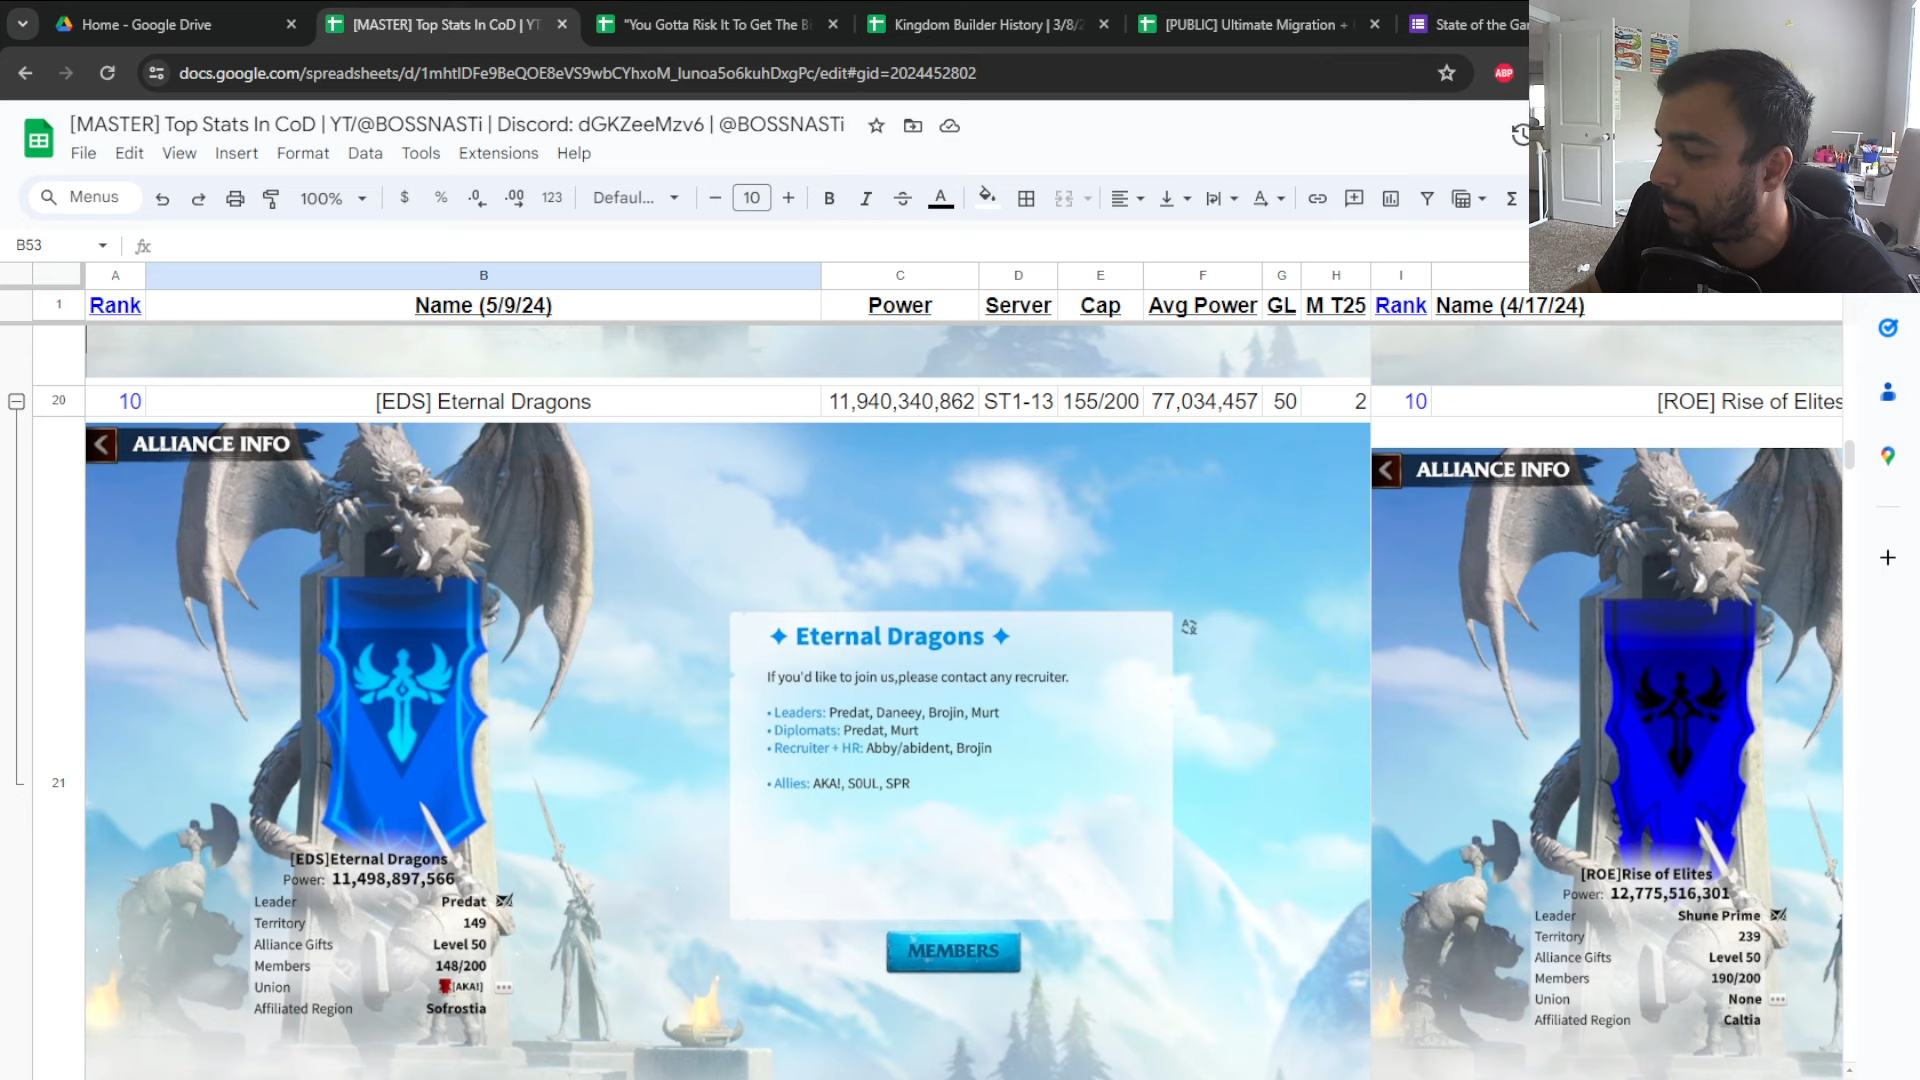 Home - Google Drive
[MASTER] Top Stats In CoD | YT
"You Gotta Risk It To Get The B
Kingdom Builder History | 3/8/2
[PUBLIC] Ultimate Migration +
State of the Gar
docs.google.com/spreadsheets/d/1mhtIDFe9BeQOE8eVS9wbCYhxoM_Iunoa5o6kuhDxgPc/edit#gid=2024452802
ABP
[MASTER] Top Stats In CoD | YT/@BOSSNASTi | Discord: dGKZeeMzv6 | @BOSSNASTi
File Edit View Insert Format Data Tools Extensions Help
Menus 100% $ % .0 .00 123 Defaul... 10 B I A Σ
B53 fx
A B C D E F G H I
1 Rank Name (5/9/24) Power Server Cap Avg Power GL M T25 Rank Name (4/17/24)
20 10 [EDS] Eternal Dragons 11,940,340,862 ST1-13 155/200 77,034,457 50 2 10 [ROE] Rise of Elites
21
ALLIANCE INFO
✦ Eternal Dragons ✦
If you'd like to join us,please contact any recruiter.
• Leaders: Predat, Daneey, Brojin, Murt
• Diplomats: Predat, Murt
• Recruiter + HR: Abby/abident, Brojin
• Allies: AKA!, S0UL, SPR
MEMBERS
[EDS]Eternal Dragons
Power: 11,498,897,566
Leader Predat
Territory 149
Alliance Gifts Level 50
Members 148/200
Union [AKA!]
Affiliated Region Sofrostia
ALLIANCE INFO
[ROE]Rise of Elites
Power: 12,775,516,301
Leader Shune Prime
Territory 239
Alliance Gifts Level 50
Members 190/200
Union None
Affiliated Region Caltia